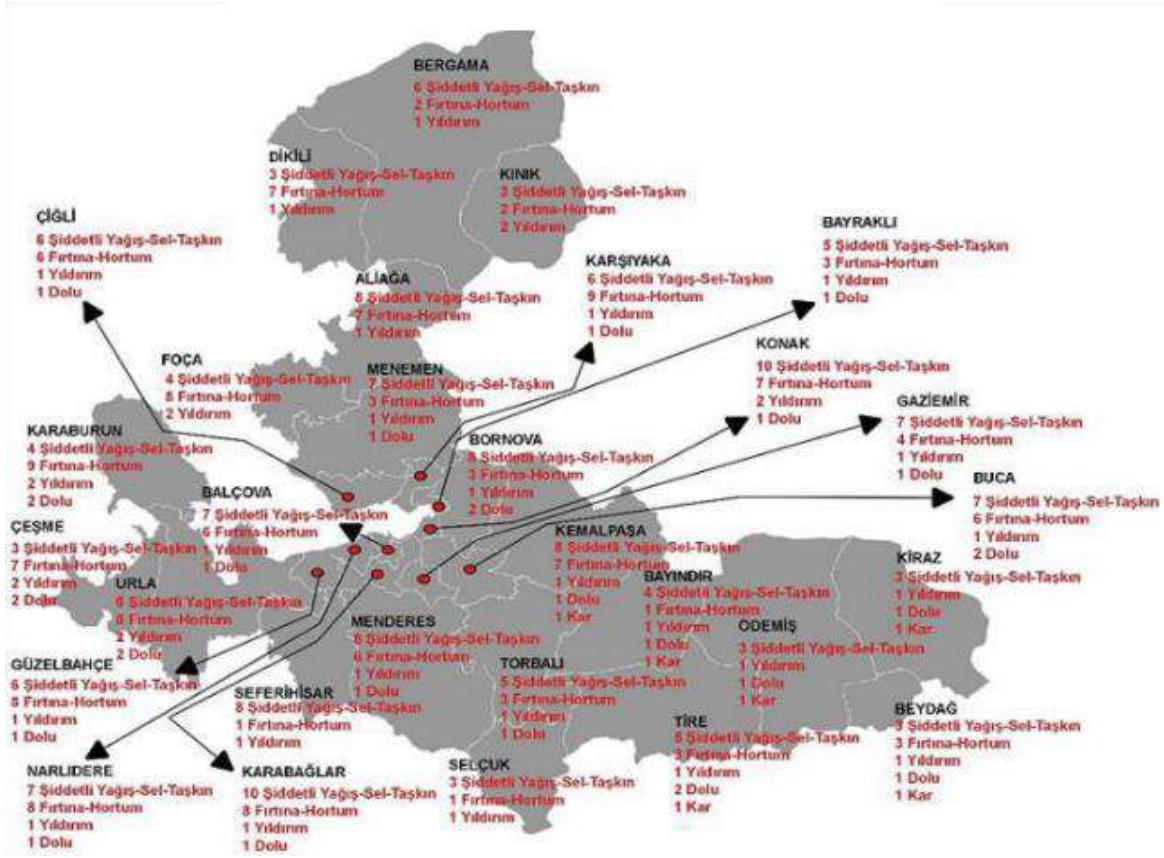 BERGAMA
6 Şiddetli Yağış-Sel-Taşkın
2 Fırtına-Hortum
1 Yıldırım
DİKİLİ
3 Şiddetli Yağış-Sel-Taşkın
7 Fırtına-Hortum
1 Yıldırım
KINIK
3 Şiddetli Yağış-Sel-Taşkın
2 Fırtına-Hortum
2 Yıldırım
ÇİĞLİ
6 Şiddetli Yağış-Sel-Taşkın
6 Fırtına-Hortum
1 Yıldırım
1 Dolu
BAYRAKLI
5 Şiddetli Yağış-Sel-Taşkın
3 Fırtına-Hortum
1 Yıldırım
1 Dolu
KARŞIYAKA
6 Şiddetli Yağış-Sel-Taşkın
9 Fırtına-Hortum
1 Yıldırım
1 Dolu
ALİAĞA
Şiddetli Yağış-Sel-Taşkın
7 Fırtına-Hortum
1 Yıldırım
KONAK
10 Şiddetli Yağış-Sel-Taşkın
7 Fırtına-Hortum
2 Yıldırım
1 Dolu
FOÇA
4 Şiddetli Yağış-Sel-Taşkın
8 Fırtına-Hortum
2 Yıldırım
MENEMEN
7 Şiddetli Yağış-Sel-Taşkın
3 Fırtına-Hortum
1 Yıldırım
1 Dolu
GAZİEMİR
7 Şiddetli Yağış-Sel-Taşkın
4 Fırtına-Hortum
1 Yıldırım
1 Dolu
KARABURUN
4 Şiddetli Yağış-Sel-Taşkın
9 Fırtına-Hortum
2 Yıldırım
2 Dolu
BORNOVA
Şiddetli Yağış-Sel-Taşkın
3 Fırtına-Hortum
1 Yıldırım
2 Dolu
BALÇOVA
7 Şiddetli Yağış-Sel-Taşkın
6 Fırtına-Hortum
1 Yıldırım
1 Dolu
BUCA
7 Şiddetli Yağış-Sel-Taşkın
6 Fırtına-Hortum
1 Yıldırım
2 Dolu
ÇEŞME
3 Şiddetli Yağış-Sel-Taşkın
7 Fırtına-Hortum
2 Yıldırım
2 Dolu
KEMALPAŞA
Şiddetli Yağış-Sel-Taşkın
7 Fırtına-Hortum
1 Yıldırım
1 Dolu
1 Kar
KİRAZ
3 Şiddetli Yağış-Sel-Taşkın
1 Yıldırım
1 Dolu
1 Kar
BAYINDIR
4 Şiddetli Yağış-Sel-Taşkın
1 Fırtına-Hortum
1 Yıldırım
1 Dolu
1 Kar
URLA
Şiddetli Yağış-Sel-Taşkın
Fırtına-Hortum
2 Yıldırım
2 Dolu
MENDERES
Şiddetli Yağış-Sel-Taşkın
6 Fırtına-Hortum
1 Yıldırım
1 Dolu
ÖDEMİŞ
3 Şiddetli Yağış-Sel-Taşkın
1 Yıldırım
1 Dolu
1 Kar
GÜZELBAHÇE
6 Şiddetli Yağış-Sel-Taşkın
8 Fırtına-Hortum
1 Yıldırım
1 Dolu
SEFERİHİSAR
8 Şiddetli Yağış-Sel-Taşkın
1 Fırtına-Hortum
1 Yıldırım
TORBALI
5 Şiddetli Yağış-Sel-Taşkın
3 Fırtına-Hortum
1 Yıldırım
1 Dolu
BEYDAĞ
3 Şiddetli Yağış-Sel-Taşkın
3 Fırtına-Hortum
1 Yıldırım
1 Dolu
1 Kar
TİRE
Şiddetli Yağış-Sel-Taşkın
3 Fırtına-Hortum
1 Yıldırım
2 Dolu
1 Kar
NARLIDERE
7 Şiddetli Yağış-Sel-Taşkın
8 Fırtına-Hortum
1 Yıldırım
1 Dolu
KARABAĞLAR
10 Şiddetli Yağış-Sel-Taşkın
8 Fırtına-Hortum
1 Yıldırım
1 Dolu
SELÇUK
3 Şiddetli Yağış-Sel-Taşkın
1 Fırtına-Hortum
1 Yıldırım